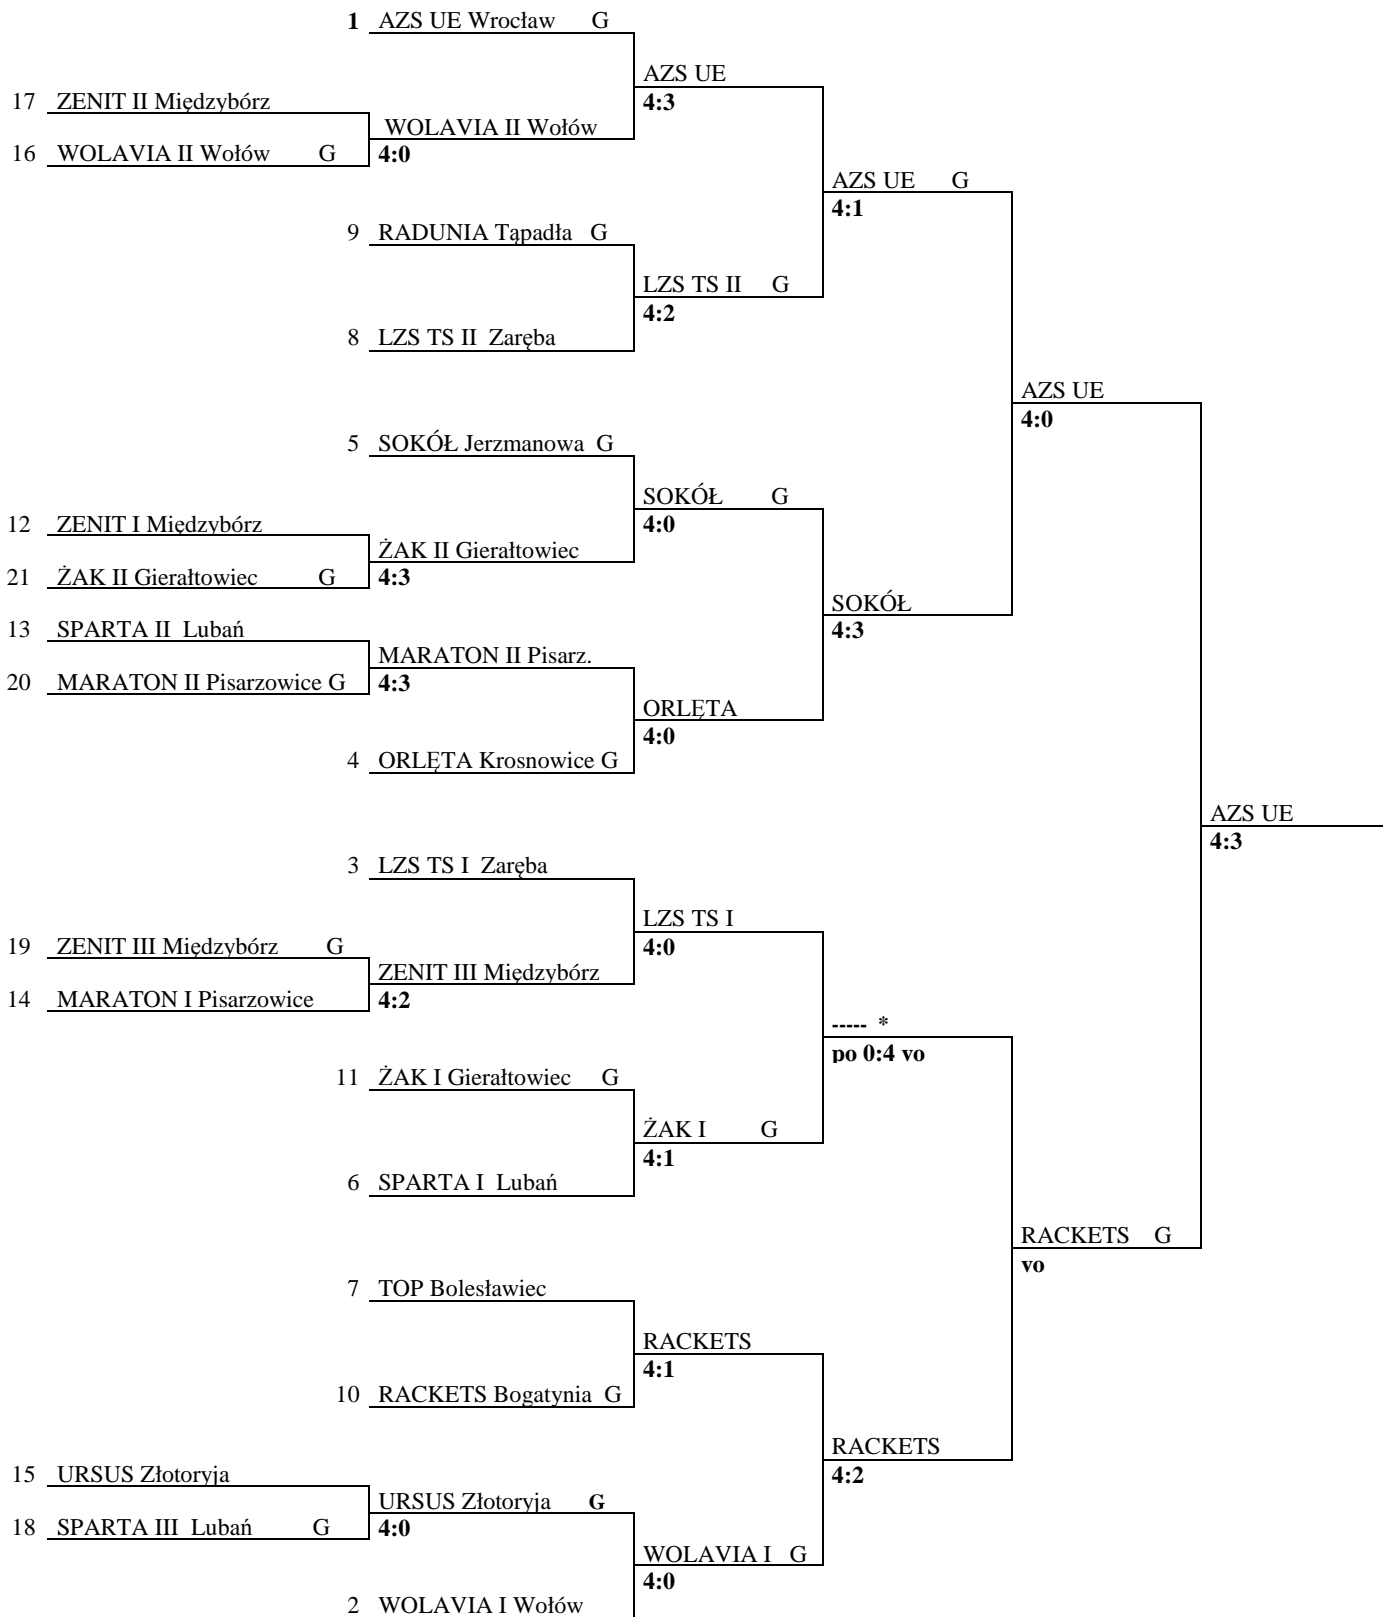 1 AZS UE Wrocław G
AZS UE
17 ZENIT II Międzybórz
4:3
WOLAVIA II Wołów
16 WOLAVIA II Wołów G
4:0
AZS UE G
4:1
9 RADUNIA Tąpadła G
LZS TS II G
4:2
8 LZS TS II Zaręba
AZS UE
4:0
5 SOKÓŁ Jerzmanowa G
SOKÓŁ G
12 ZENIT I Międzybórz
4:0
ŻAK II Gierałtowiec
21 ŻAK II Gierałtowiec G
4:3
SOKÓŁ
13 SPARTA II Lubań
4:3
MARATON II Pisarz.
20 MARATON II Pisarzowice G
4:3
ORLĘTA
4:0
4 ORLĘTA Krosnowice G
AZS UE
4:3
3 LZS TS I Zaręba
LZS TS I
19 ZENIT III Międzybórz G
4:0
ZENIT III Międzybórz
14 MARATON I Pisarzowice
4:2
----- *
po 0:4 vo
11 ŻAK I Gierałtowiec G
ŻAK I G
4:1
6 SPARTA I Lubań
RACKETS G
vo
7 TOP Bolesławiec
RACKETS
4:1
10 RACKETS Bogatynia G
RACKETS
15 URSUS Złotoryja
4:2
URSUS Złotoryja G
18 SPARTA III Lubań G
4:0
WOLAVIA I G
4:0
2 WOLAVIA I Wołów